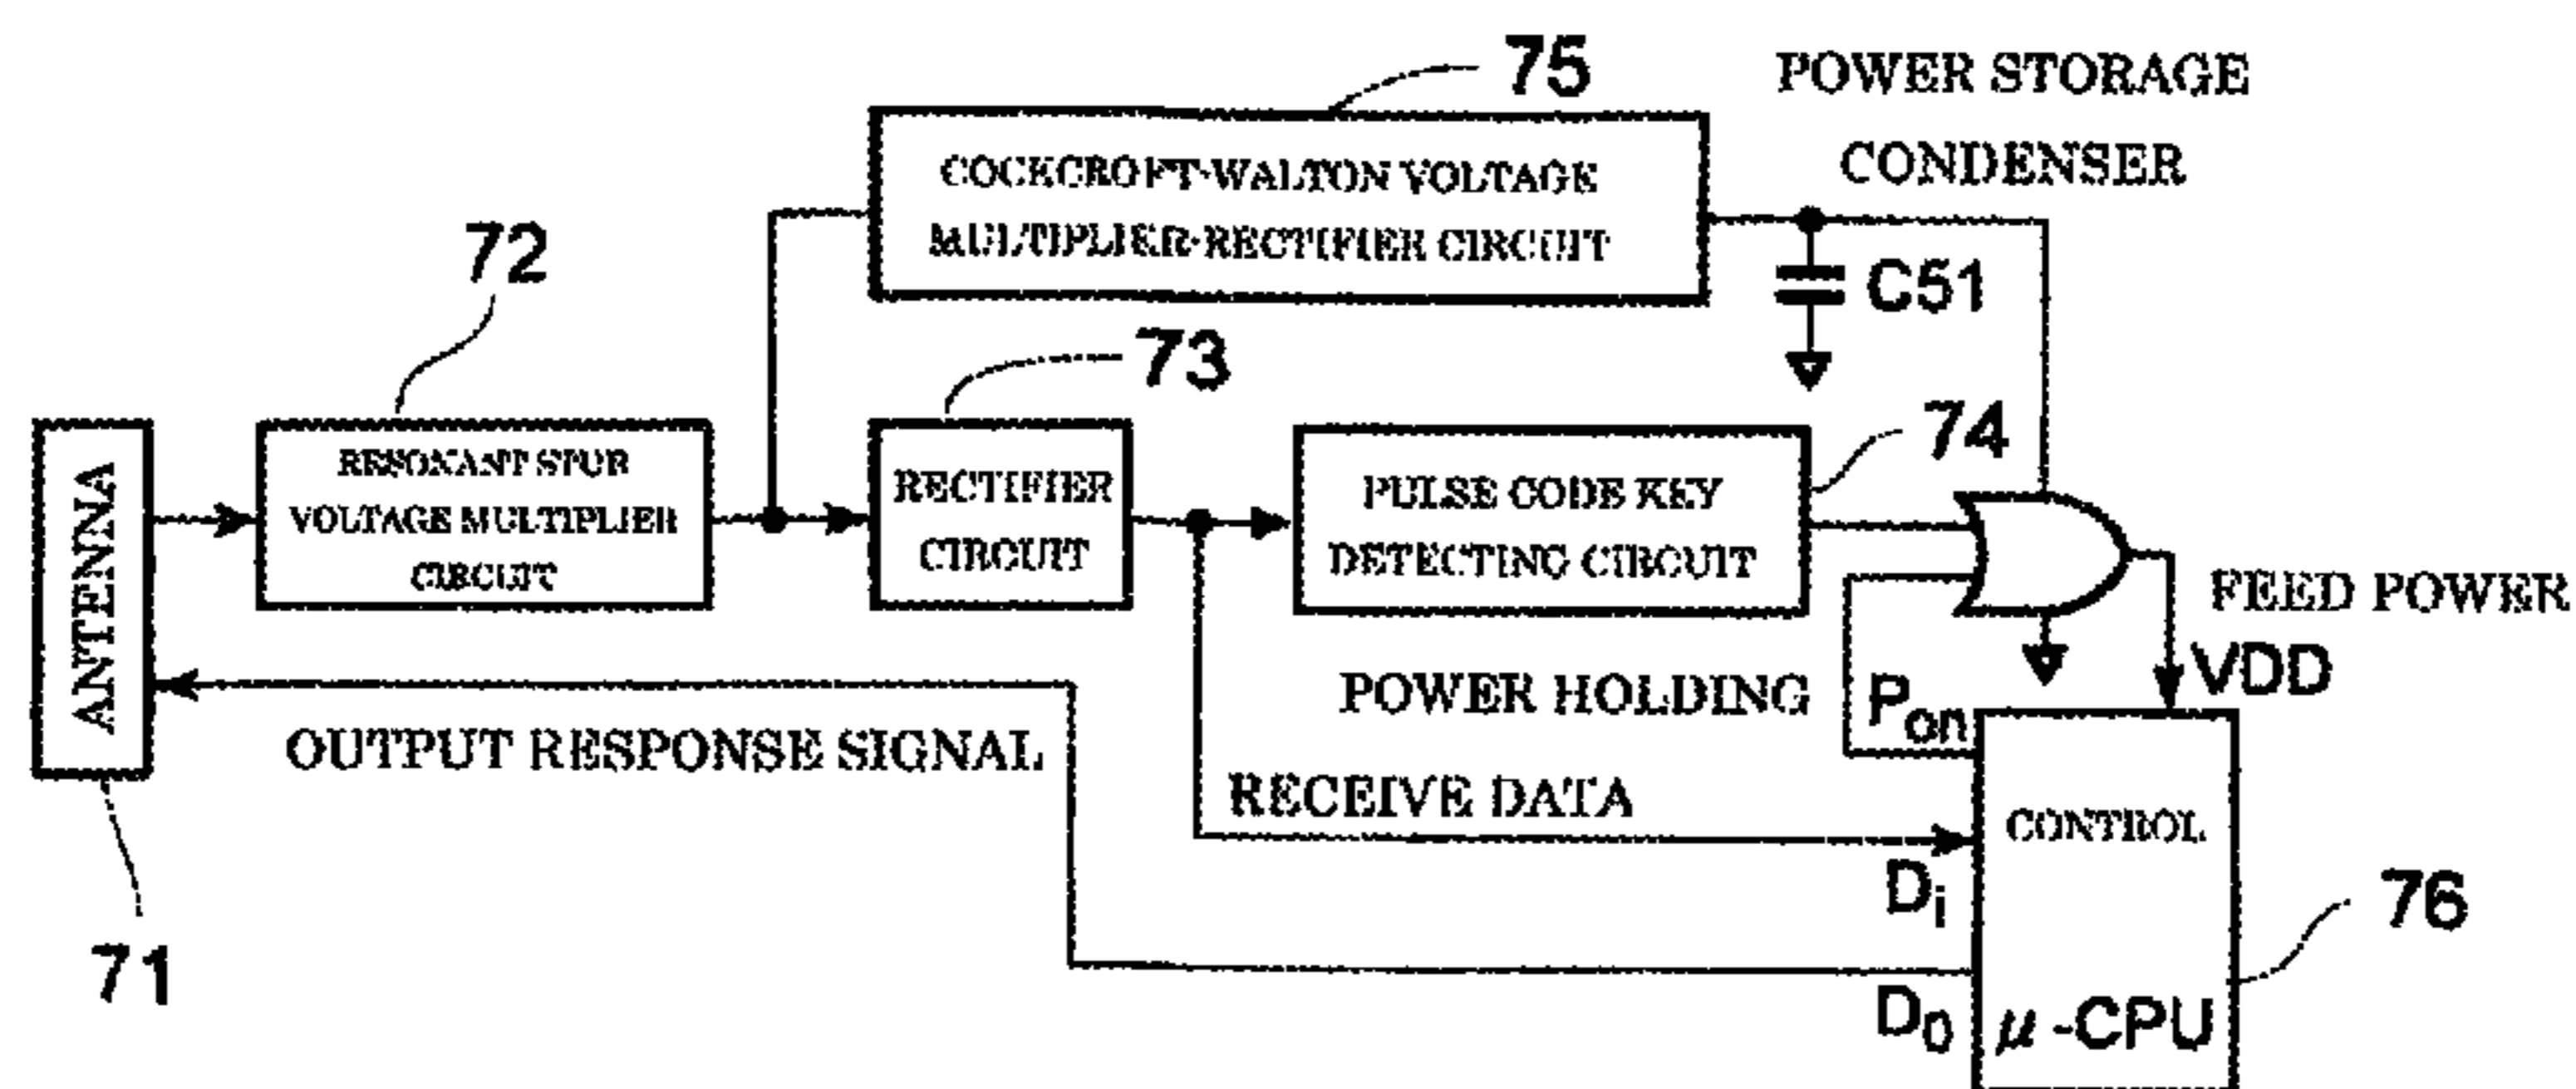 75
POWER STORAGE
CONDENSER
COCKCROFT-WALTON VOLTAGE
MULTIPLIER-RECTIFIER CIRCUIT
C51
72
73
74
ANTENNA
RESONANT STUB
VOLTAGE MULTIPLIER
CIRCUIT
RECTIFIER
CIRCUIT
PULSE CODE KEY
DETECTING CIRCUIT
FEED POWER
VDD
POWER HOLDING
Pon
OUTPUT RESPONSE SIGNAL
RECEIVE DATA
CONTROL
Di
76
71
D0
μ-CPU